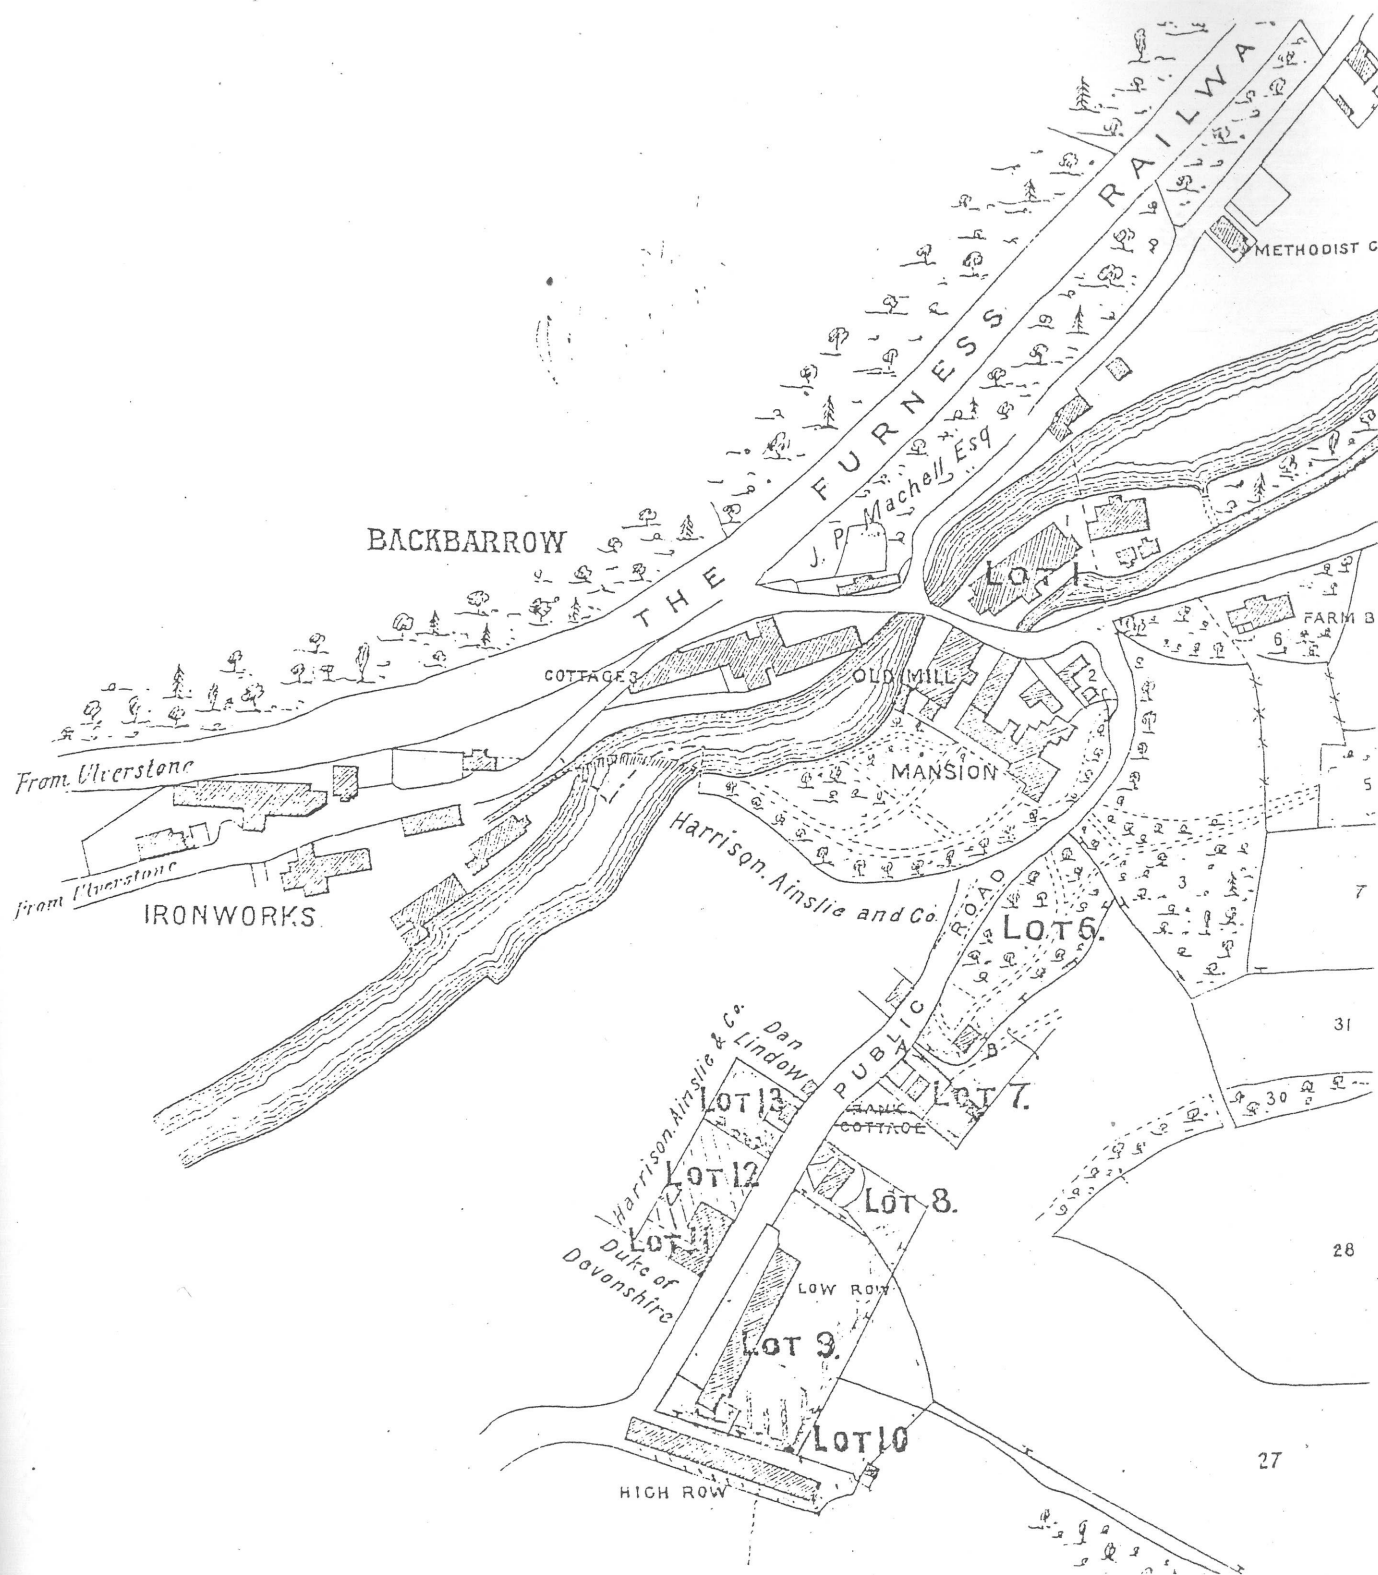 THE FURNESS RAILWA
METHODIST C
J. P. Machell Esq
BACKBARROW
LOT 1
FARM B
6
COTTAGES
OLD MILL
2
MANSION
From Ulverstone
From Ulverstone
IRONWORKS
5
3
7
Harrison. Ainslie and Co.
PUBLIC ROAD
LOT 6.
31
A
B
30
Harrison. Ainslie & Co.
Dan
Lindow
LOT 13
LOT 7.
COTTAGE
LOT 12
LOT 8.
LOT 11
Duke of
Devonshire
28
LOW ROW
LOT 9.
LOT 10
27
HIGH ROW